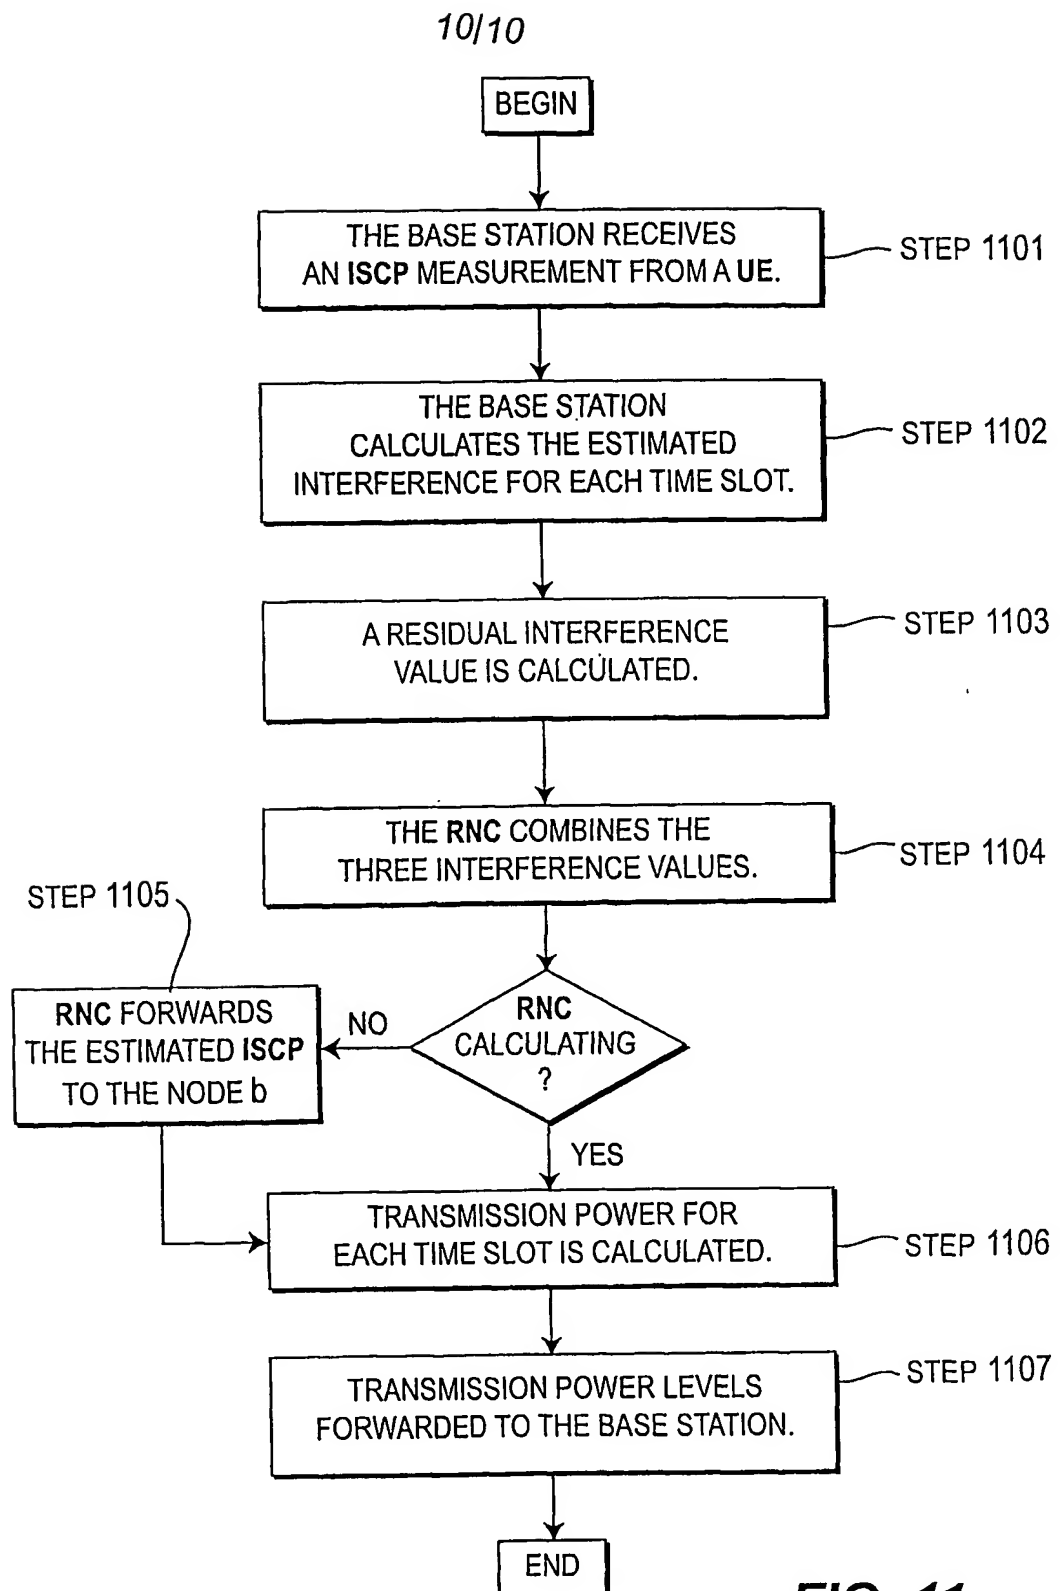 10/10
BEGIN
THE BASE STATION RECEIVES
AN ISCP MEASUREMENT FROM A UE.
STEP 1101
THE BASE STATION
CALCULATES THE ESTIMATED
INTERFERENCE FOR EACH TIME SLOT.
STEP 1102
A RESIDUAL INTERFERENCE
VALUE IS CALCULATED.
STEP 1103
THE RNC COMBINES THE
THREE INTERFERENCE VALUES.
STEP 1104
STEP 1105
RNC FORWARDS
THE ESTIMATED ISCP
TO THE NODE b
NO
RNC
CALCULATING
?
YES
TRANSMISSION POWER FOR
EACH TIME SLOT IS CALCULATED.
STEP 1106
TRANSMISSION POWER LEVELS
FORWARDED TO THE BASE STATION.
STEP 1107
END
FIG. 11